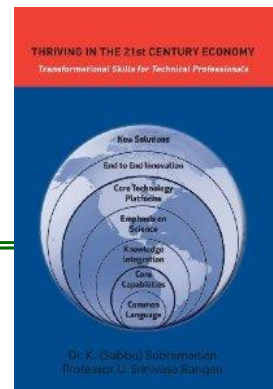 THRIVING IN THE 21st CENTURY ECONOMY
Transformational Skills for Technical Professionals
New Solutions
End to End Innovation
Core Technology
Platforms
Emphasis on
Science
Knowledge
Integration
Core
Capabilities
Common
Language
Dr. K. (Subbu) Subramanian
Professor U. Srinivasa Rangan